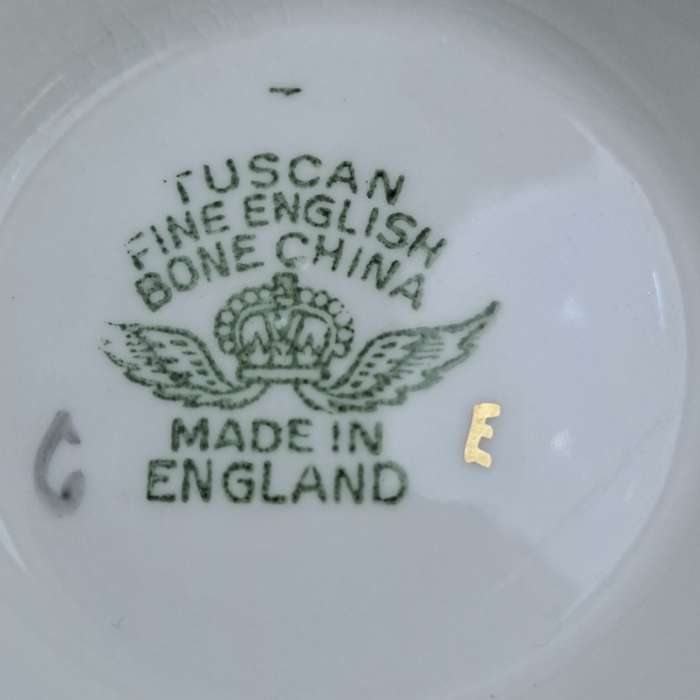 TUSCAN
FINE ENGLISH
BONE CHINA
MADE IN
ENGLAND
E